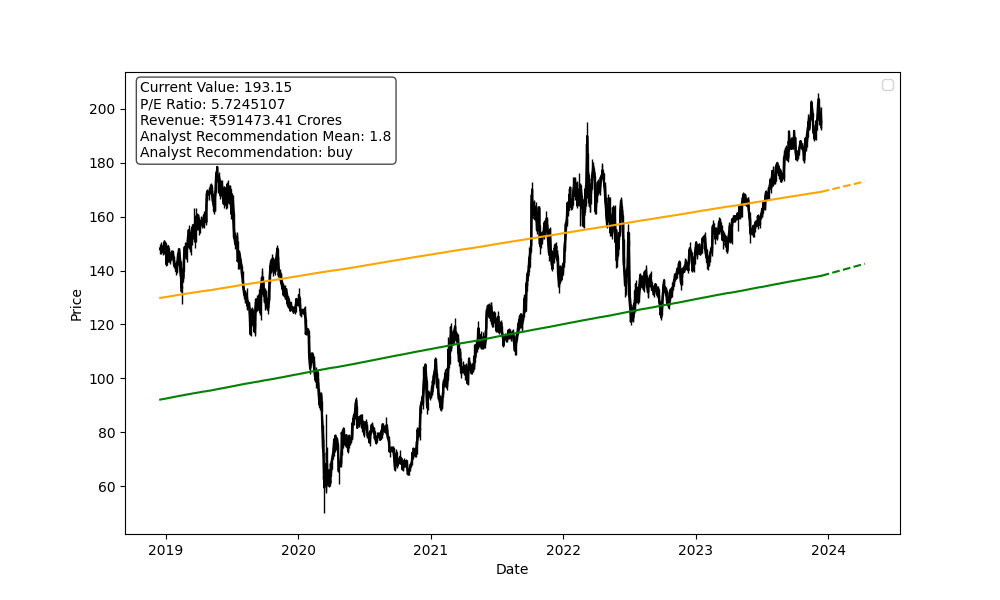 Current Value: 193.15
P/E Ratio: 5.7245107
Revenue: ₹591473.41 Crores
Analyst Recommendation Mean: 1.8
Analyst Recommendation: buy
200
180
160
140
120
100
80
60
Price
2019 2020 2021 2022 2023 2024
Date